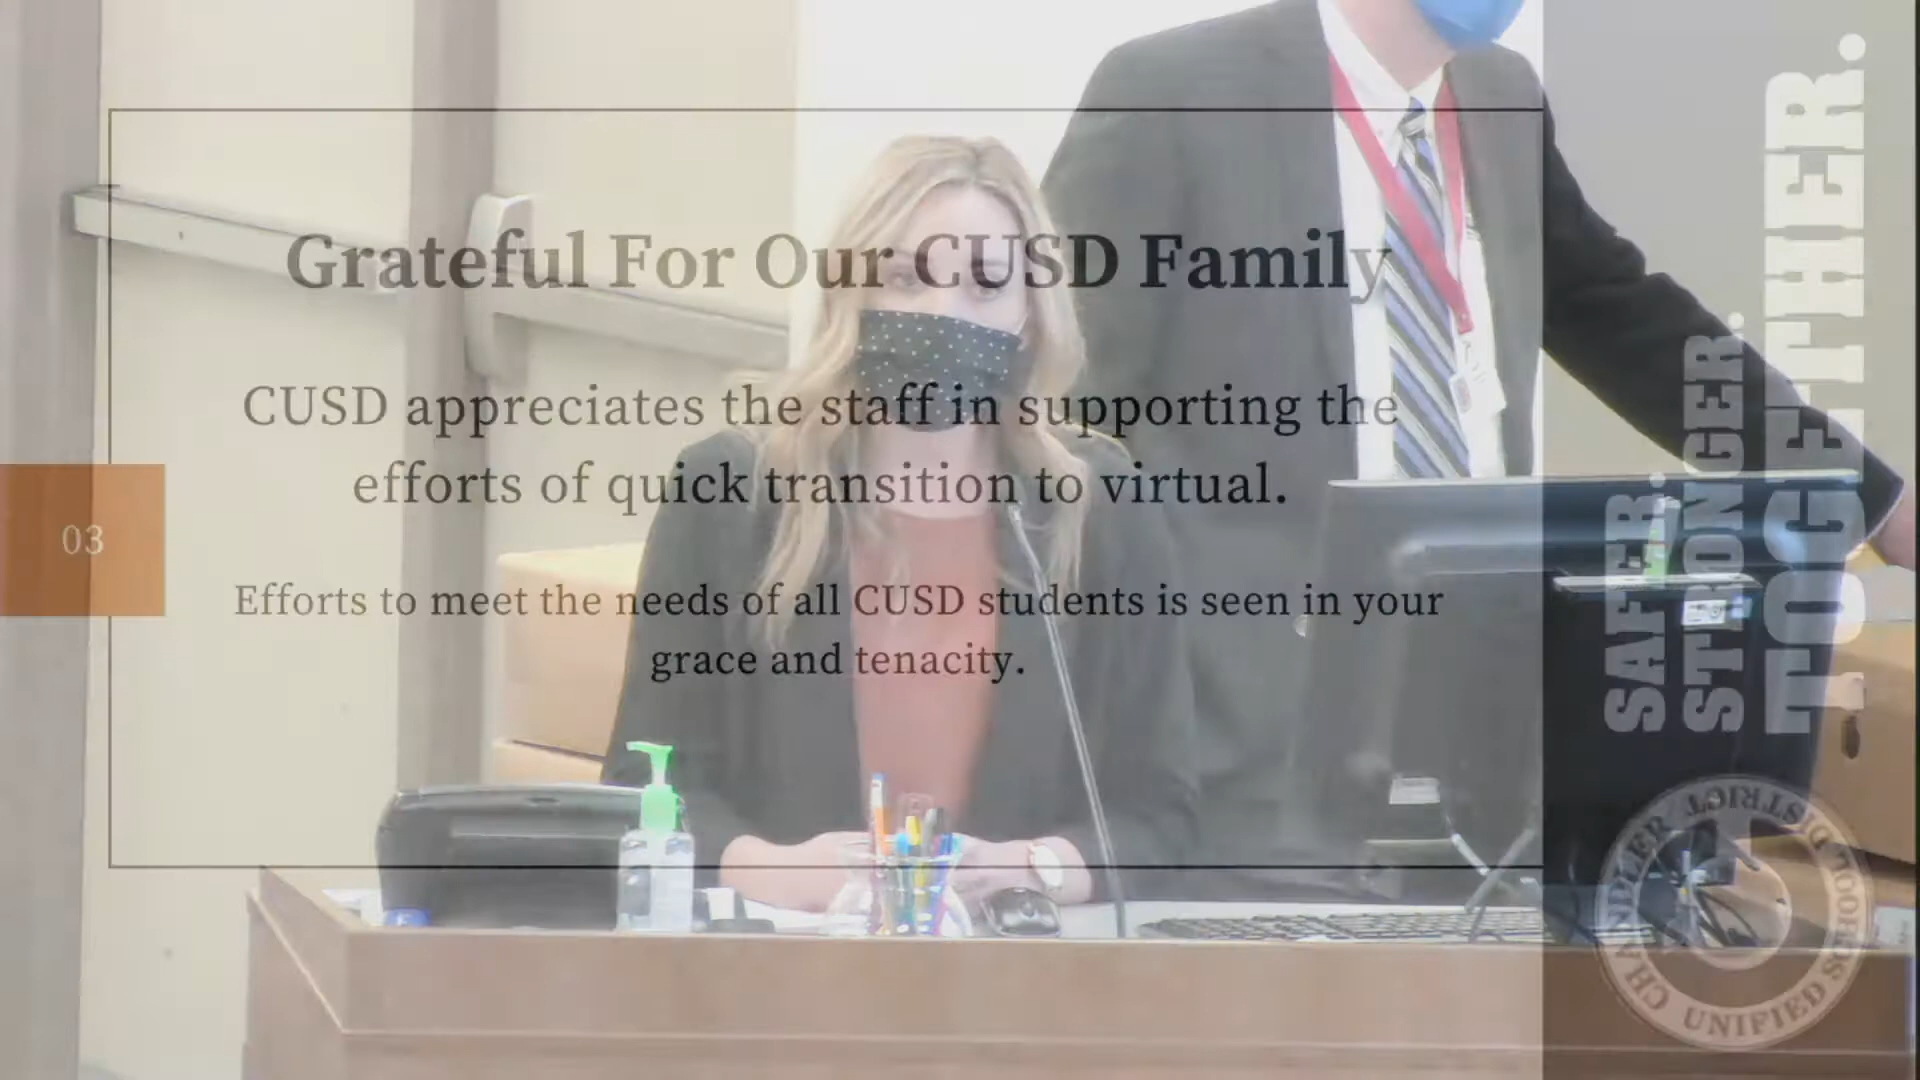 Grateful For Our CUSD Family
CUSD appreciates the staff in supporting the
efforts of quick transition to virtual.
03
Efforts to meet the needs of all CUSD students is seen in your
grace and tenacity.
SAFER.
STRONGER.
TOGETHER.
CHANDLER UNIFIED SCHOOL DISTRICT